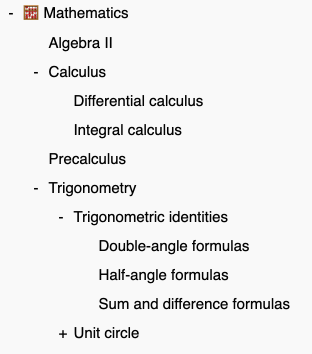 - Mathematics
Algebra II
- Calculus
Differential calculus
Integral calculus
Precalculus
- Trigonometry
- Trigonometric identities
Double-angle formulas
Half-angle formulas
Sum and difference formulas
+ Unit circle